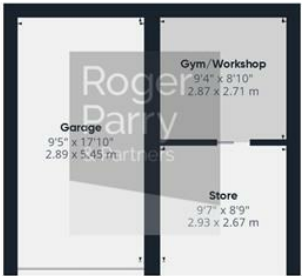 Roger
Parry
& Partners
Gym/Workshop
9'4" x 8'10"
2.87 x 2.71 m
Garage
9'5" x 17'10"
2.89 x 5.45 m
Store
9'7" x 8'9"
2.93 x 2.67 m